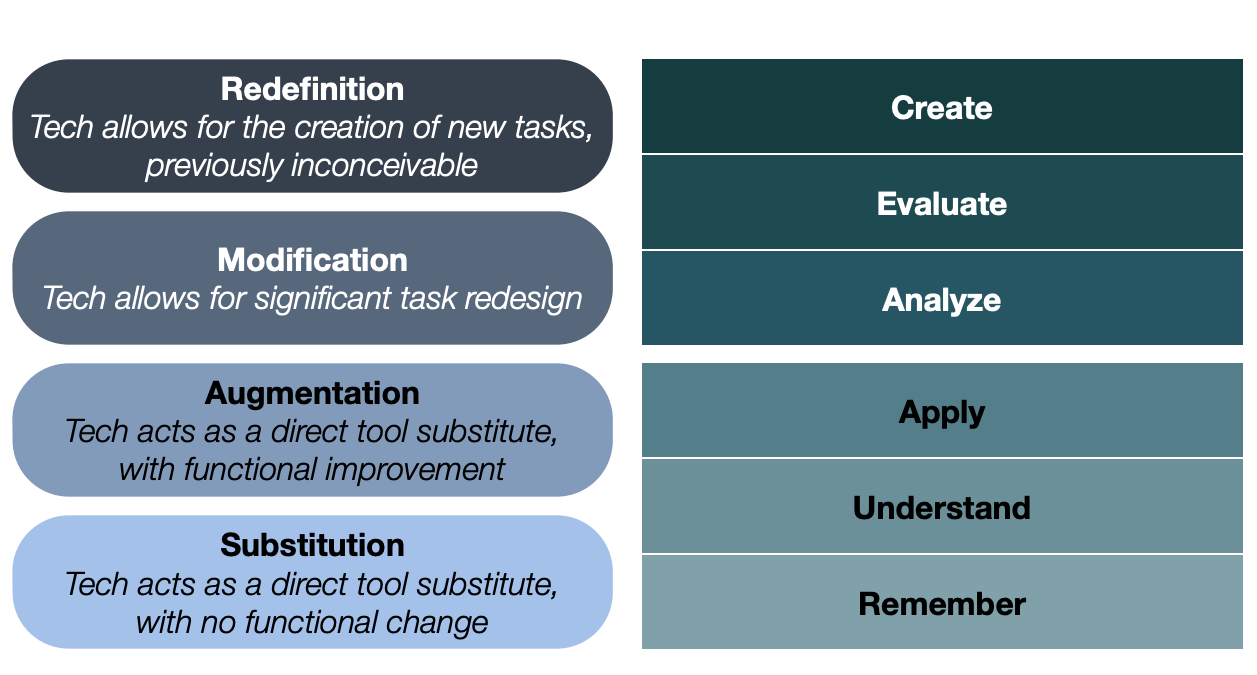 Redefinition
Tech allows for the creation of new tasks,
previously inconceivable
Modification
Tech allows for significant task redesign
Augmentation
Tech acts as a direct tool substitute,
with functional improvement
Substitution
Tech acts as a direct tool substitute,
with no functional change
Create
Evaluate
Analyze
Apply
Understand
Remember